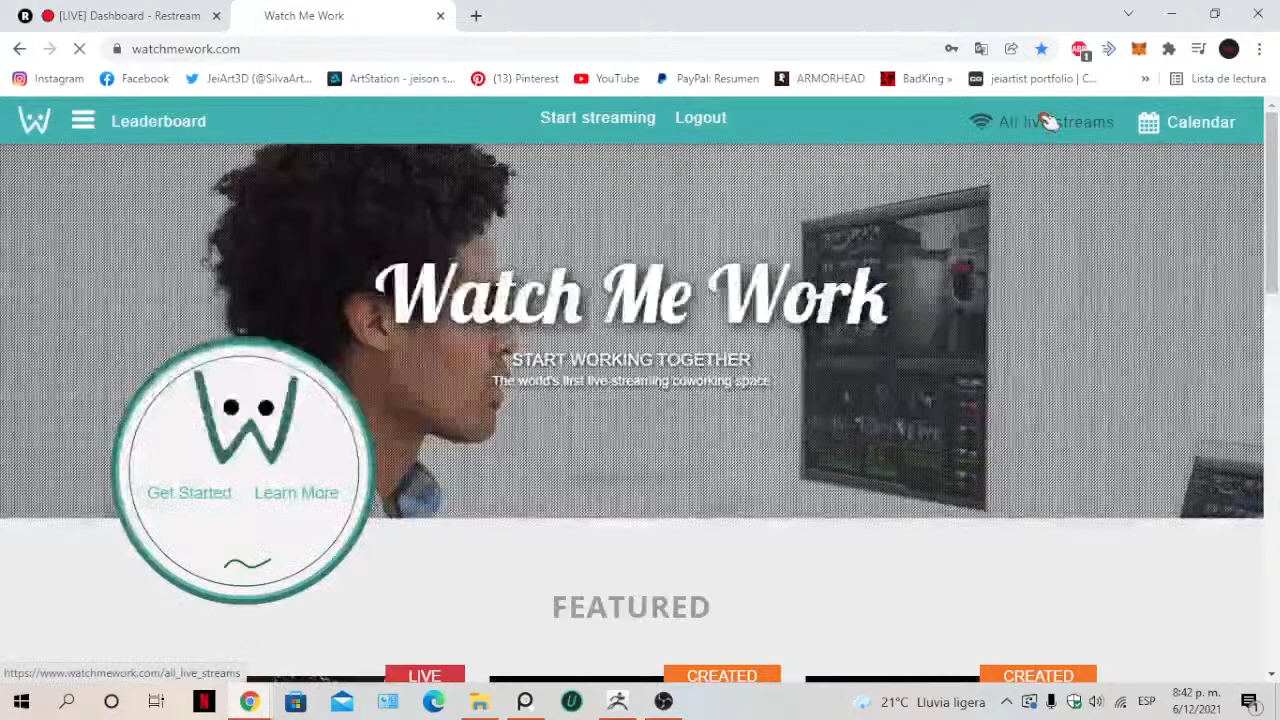 [LIVE] Dashboard - Restream
Watch Me Work
watchmework.com
Instagram
Facebook
JeiArt3D (@SilvaArt...
ArtStation - jeison s...
(13) Pinterest
YouTube
PayPal: Resumen
ARMORHEAD
BadKing »
jeiartist portfolio | C...
»
Lista de lectura
Leaderboard
Start streaming
Logout
All live streams
Calendar
Watch Me Work
START WORKING TOGETHER
The world's first live-streaming coworking space
Get Started
Learn More
FEATURED
https://www.watchmework.com/all_live_streams
LIVE
CREATED
CREATED
21°C Lluvia ligera
ESP
8:42 p. m.
6/12/2021